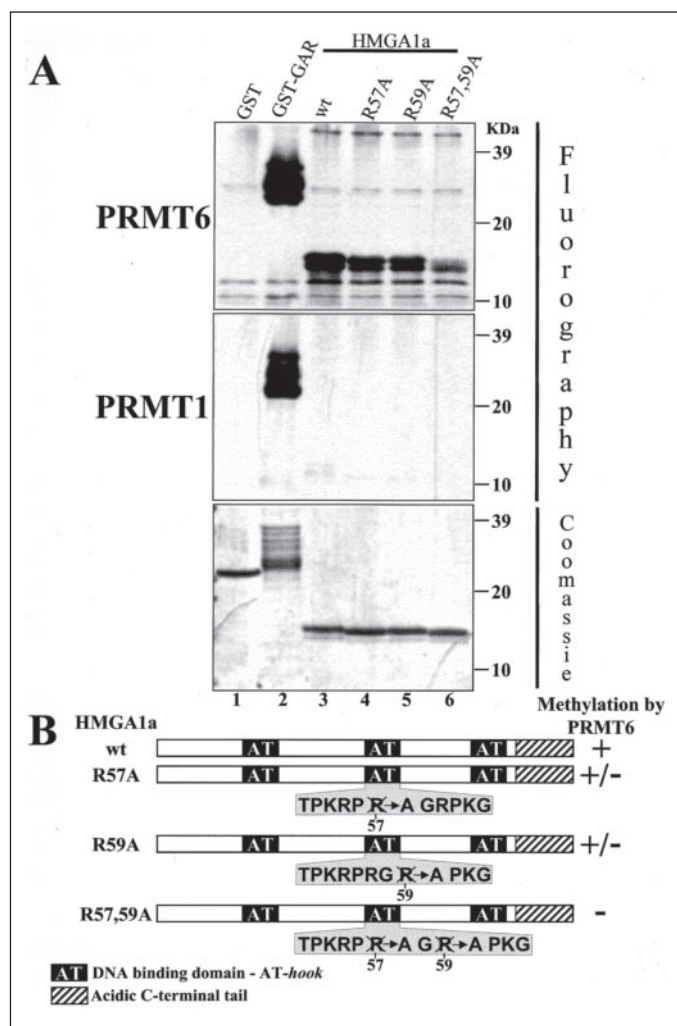 A
HMGA1a
GST
GST-GAR
wt
R57A
R59A
R57,59A
KDa
PRMT6
39
20
10
PRMT1
39
20
10
39
20
10
Fluorography
Coomassie
1 2 3 4 5 6
B
HMGA1a
Methylation by
PRMT6
wt AT AT AT +
R57A AT AT AT +/-
TPKRP R→A GRPKG
57
R59A AT AT AT +/-
TPKRPRG R→A PKG
59
R57,59A AT AT AT -
TPKRP R→A G R→A PKG
57 59
AT DNA binding domain - AT-hook
Acidic C-terminal tail